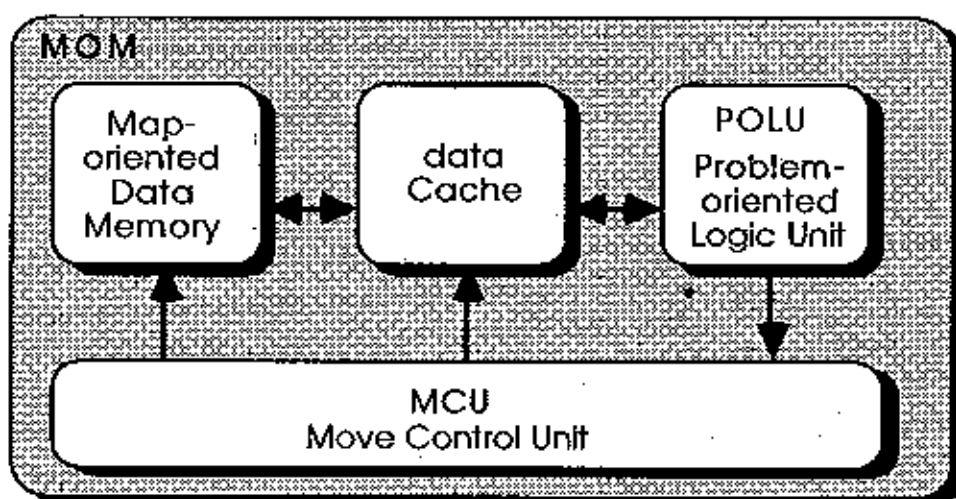 MOM
Map-
oriented
Data
Memory
data
Cache
POLU
Problem-
oriented
Logic Unit
MCU
Move Control Unit